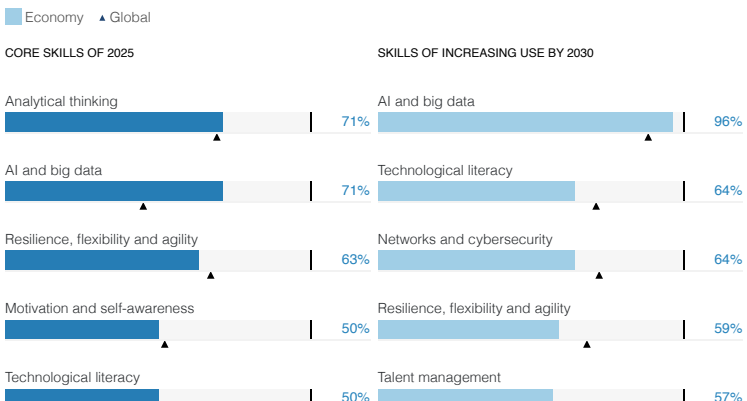 Economy Global
CORE SKILLS OF 2025
Analytical thinking
71%
AI and big data
71%
Resilience, flexibility and agility
63%
Motivation and self-awareness
50%
Technological literacy
50%
SKILLS OF INCREASING USE BY 2030
AI and big data
96%
Technological literacy
64%
Networks and cybersecurity
64%
Resilience, flexibility and agility
59%
Talent management
57%